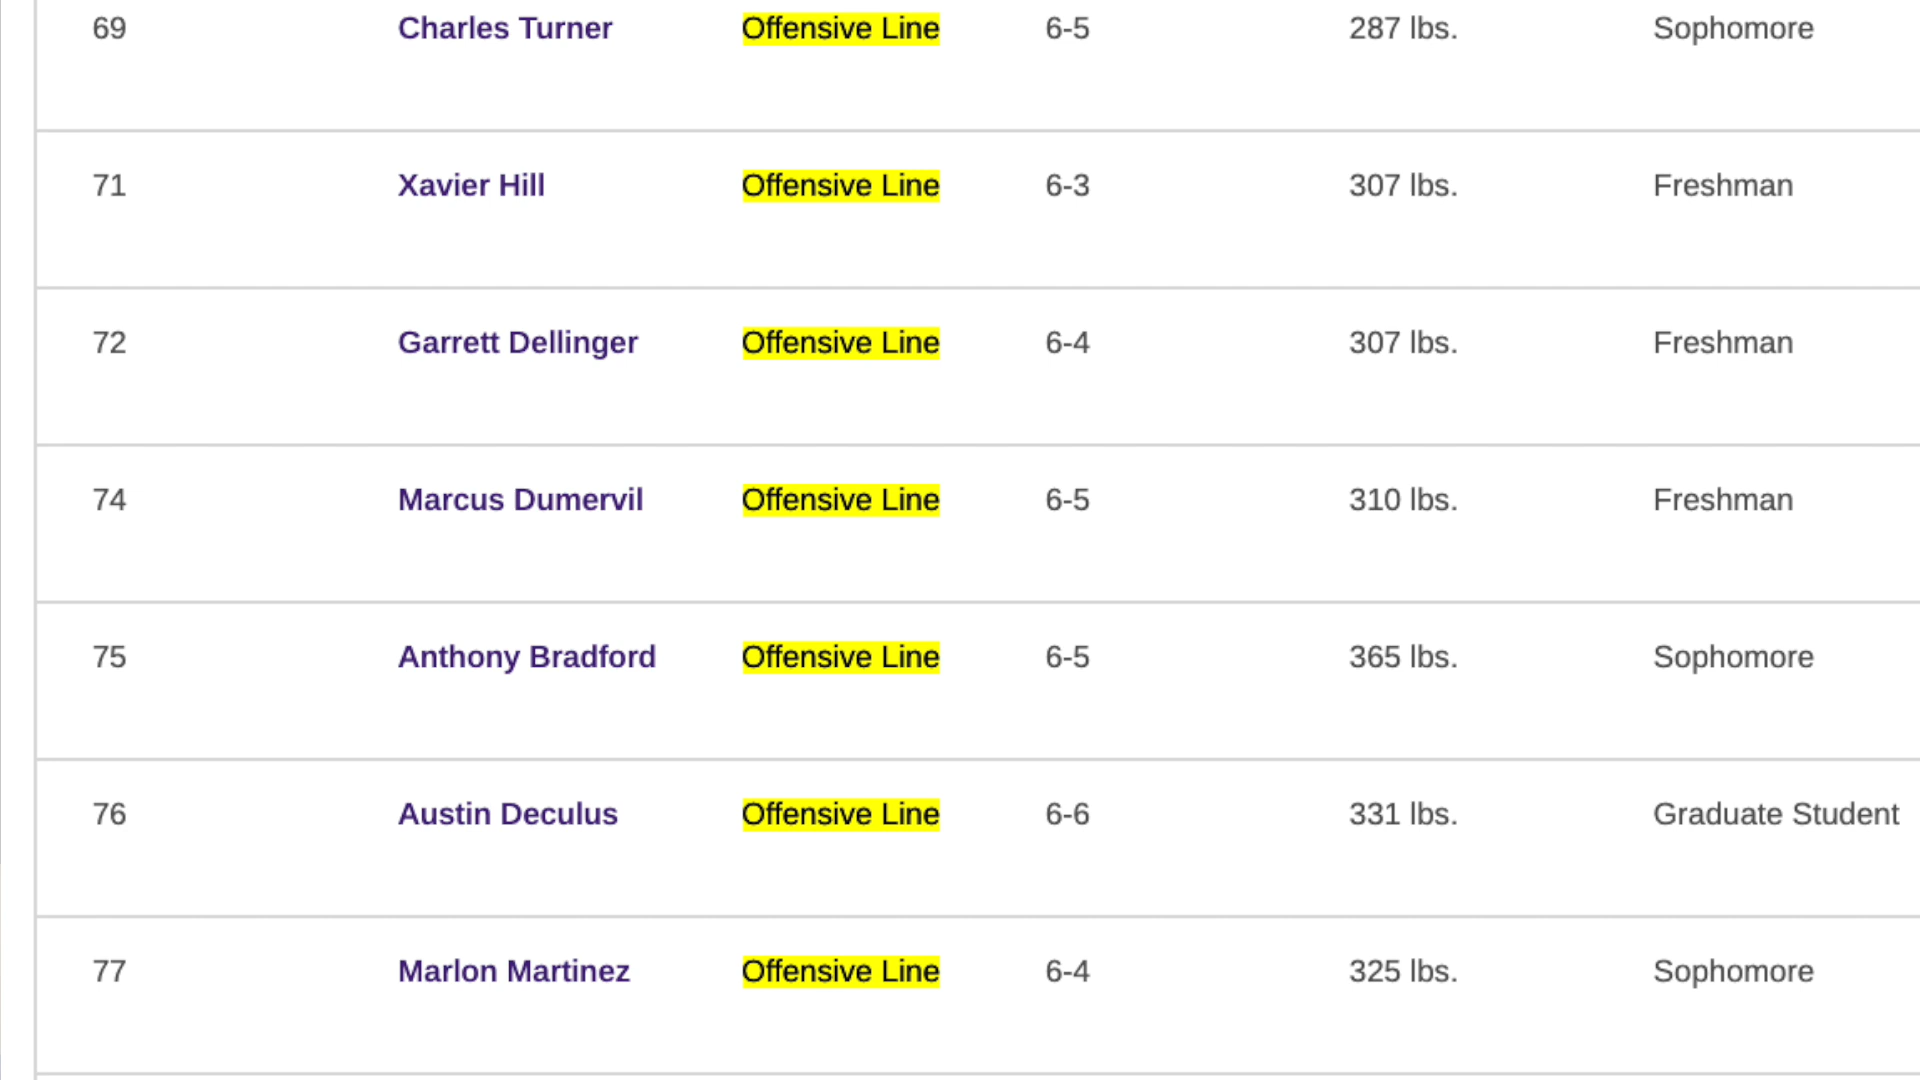 69 Charles Turner Offensive Line 6-5 287 lbs. Sophomore
71 Xavier Hill Offensive Line 6-3 307 lbs. Freshman
72 Garrett Dellinger Offensive Line 6-4 307 lbs. Freshman
74 Marcus Dumervil Offensive Line 6-5 310 lbs. Freshman
75 Anthony Bradford Offensive Line 6-5 365 lbs. Sophomore
76 Austin Deculus Offensive Line 6-6 331 lbs. Graduate Student
77 Marlon Martinez Offensive Line 6-4 325 lbs. Sophomore